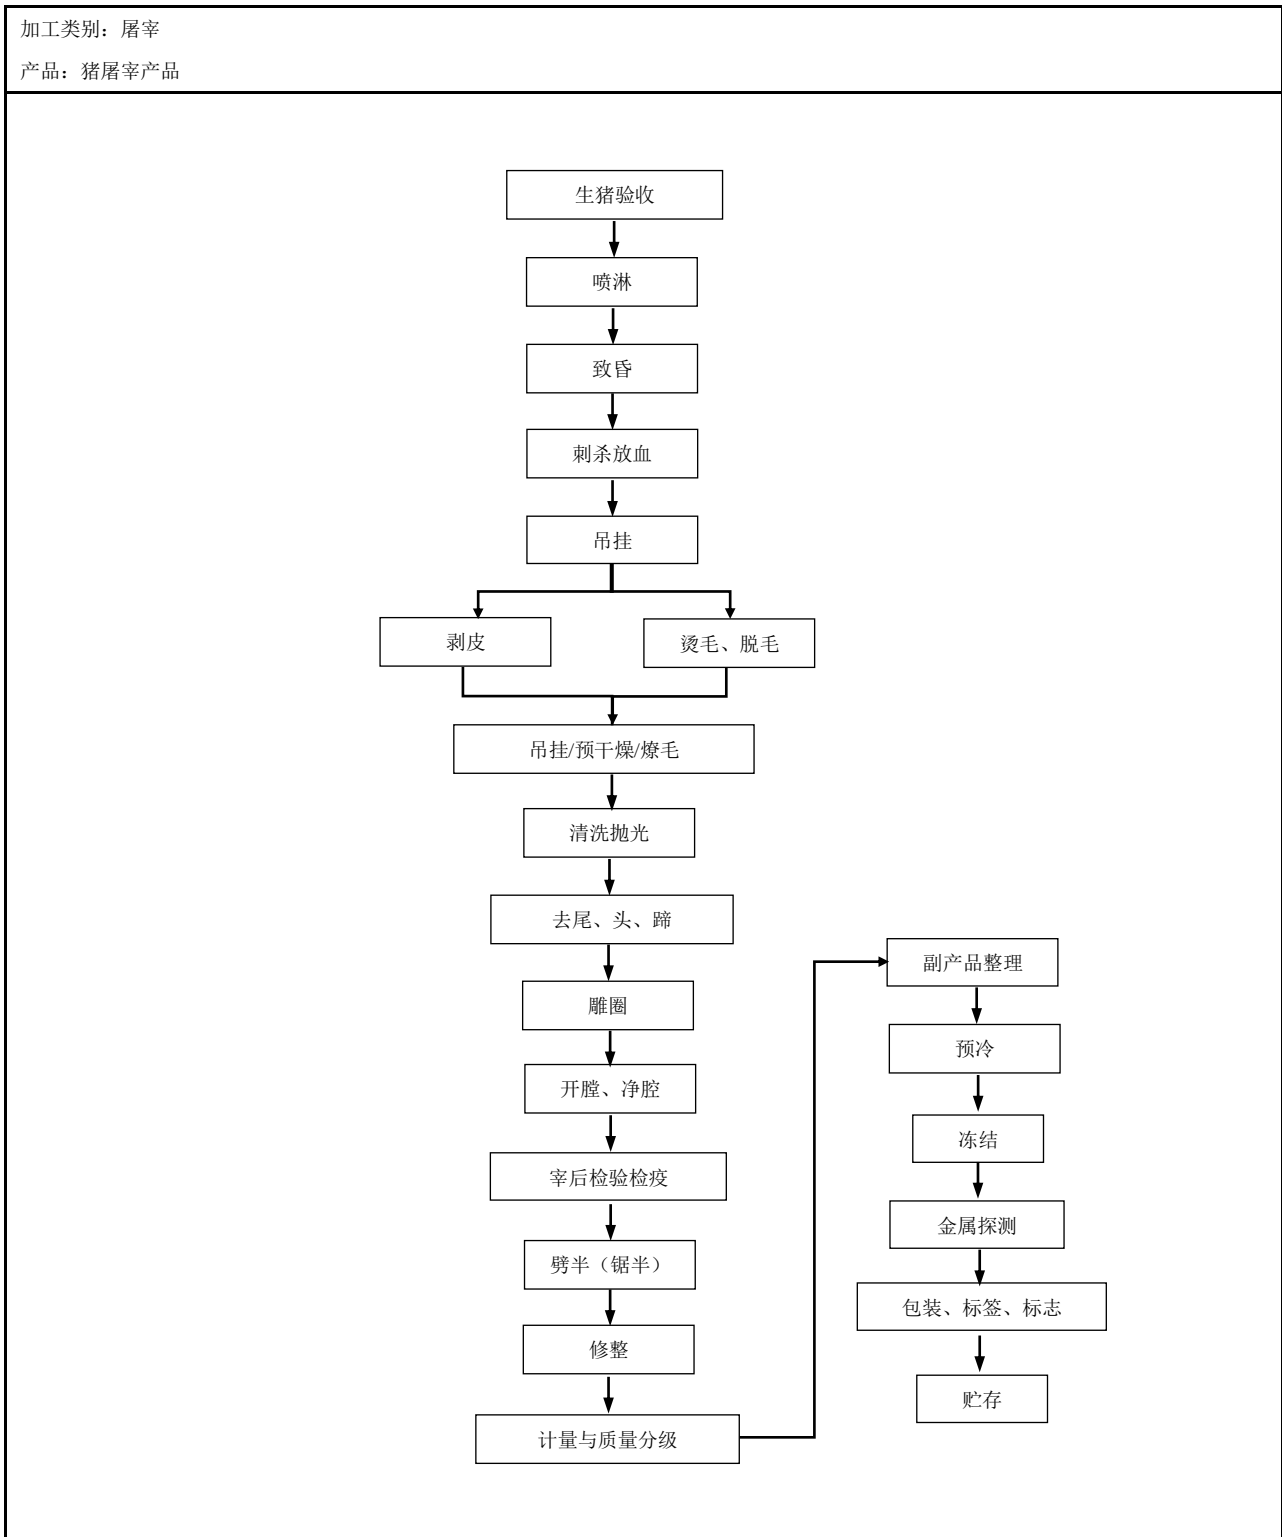 加工类别：屠宰
产品：猪屠宰产品
生猪验收
喷淋
致昏
刺杀放血
吊挂
剥皮
烫毛、脱毛
吊挂/预干燥/燎毛
清洗抛光
去尾、头、蹄
雕圈
开膛、净腔
宰后检验检疫
劈半（锯半）
修整
计量与质量分级
副产品整理
预冷
冻结
金属探测
包装、标签、标志
贮存